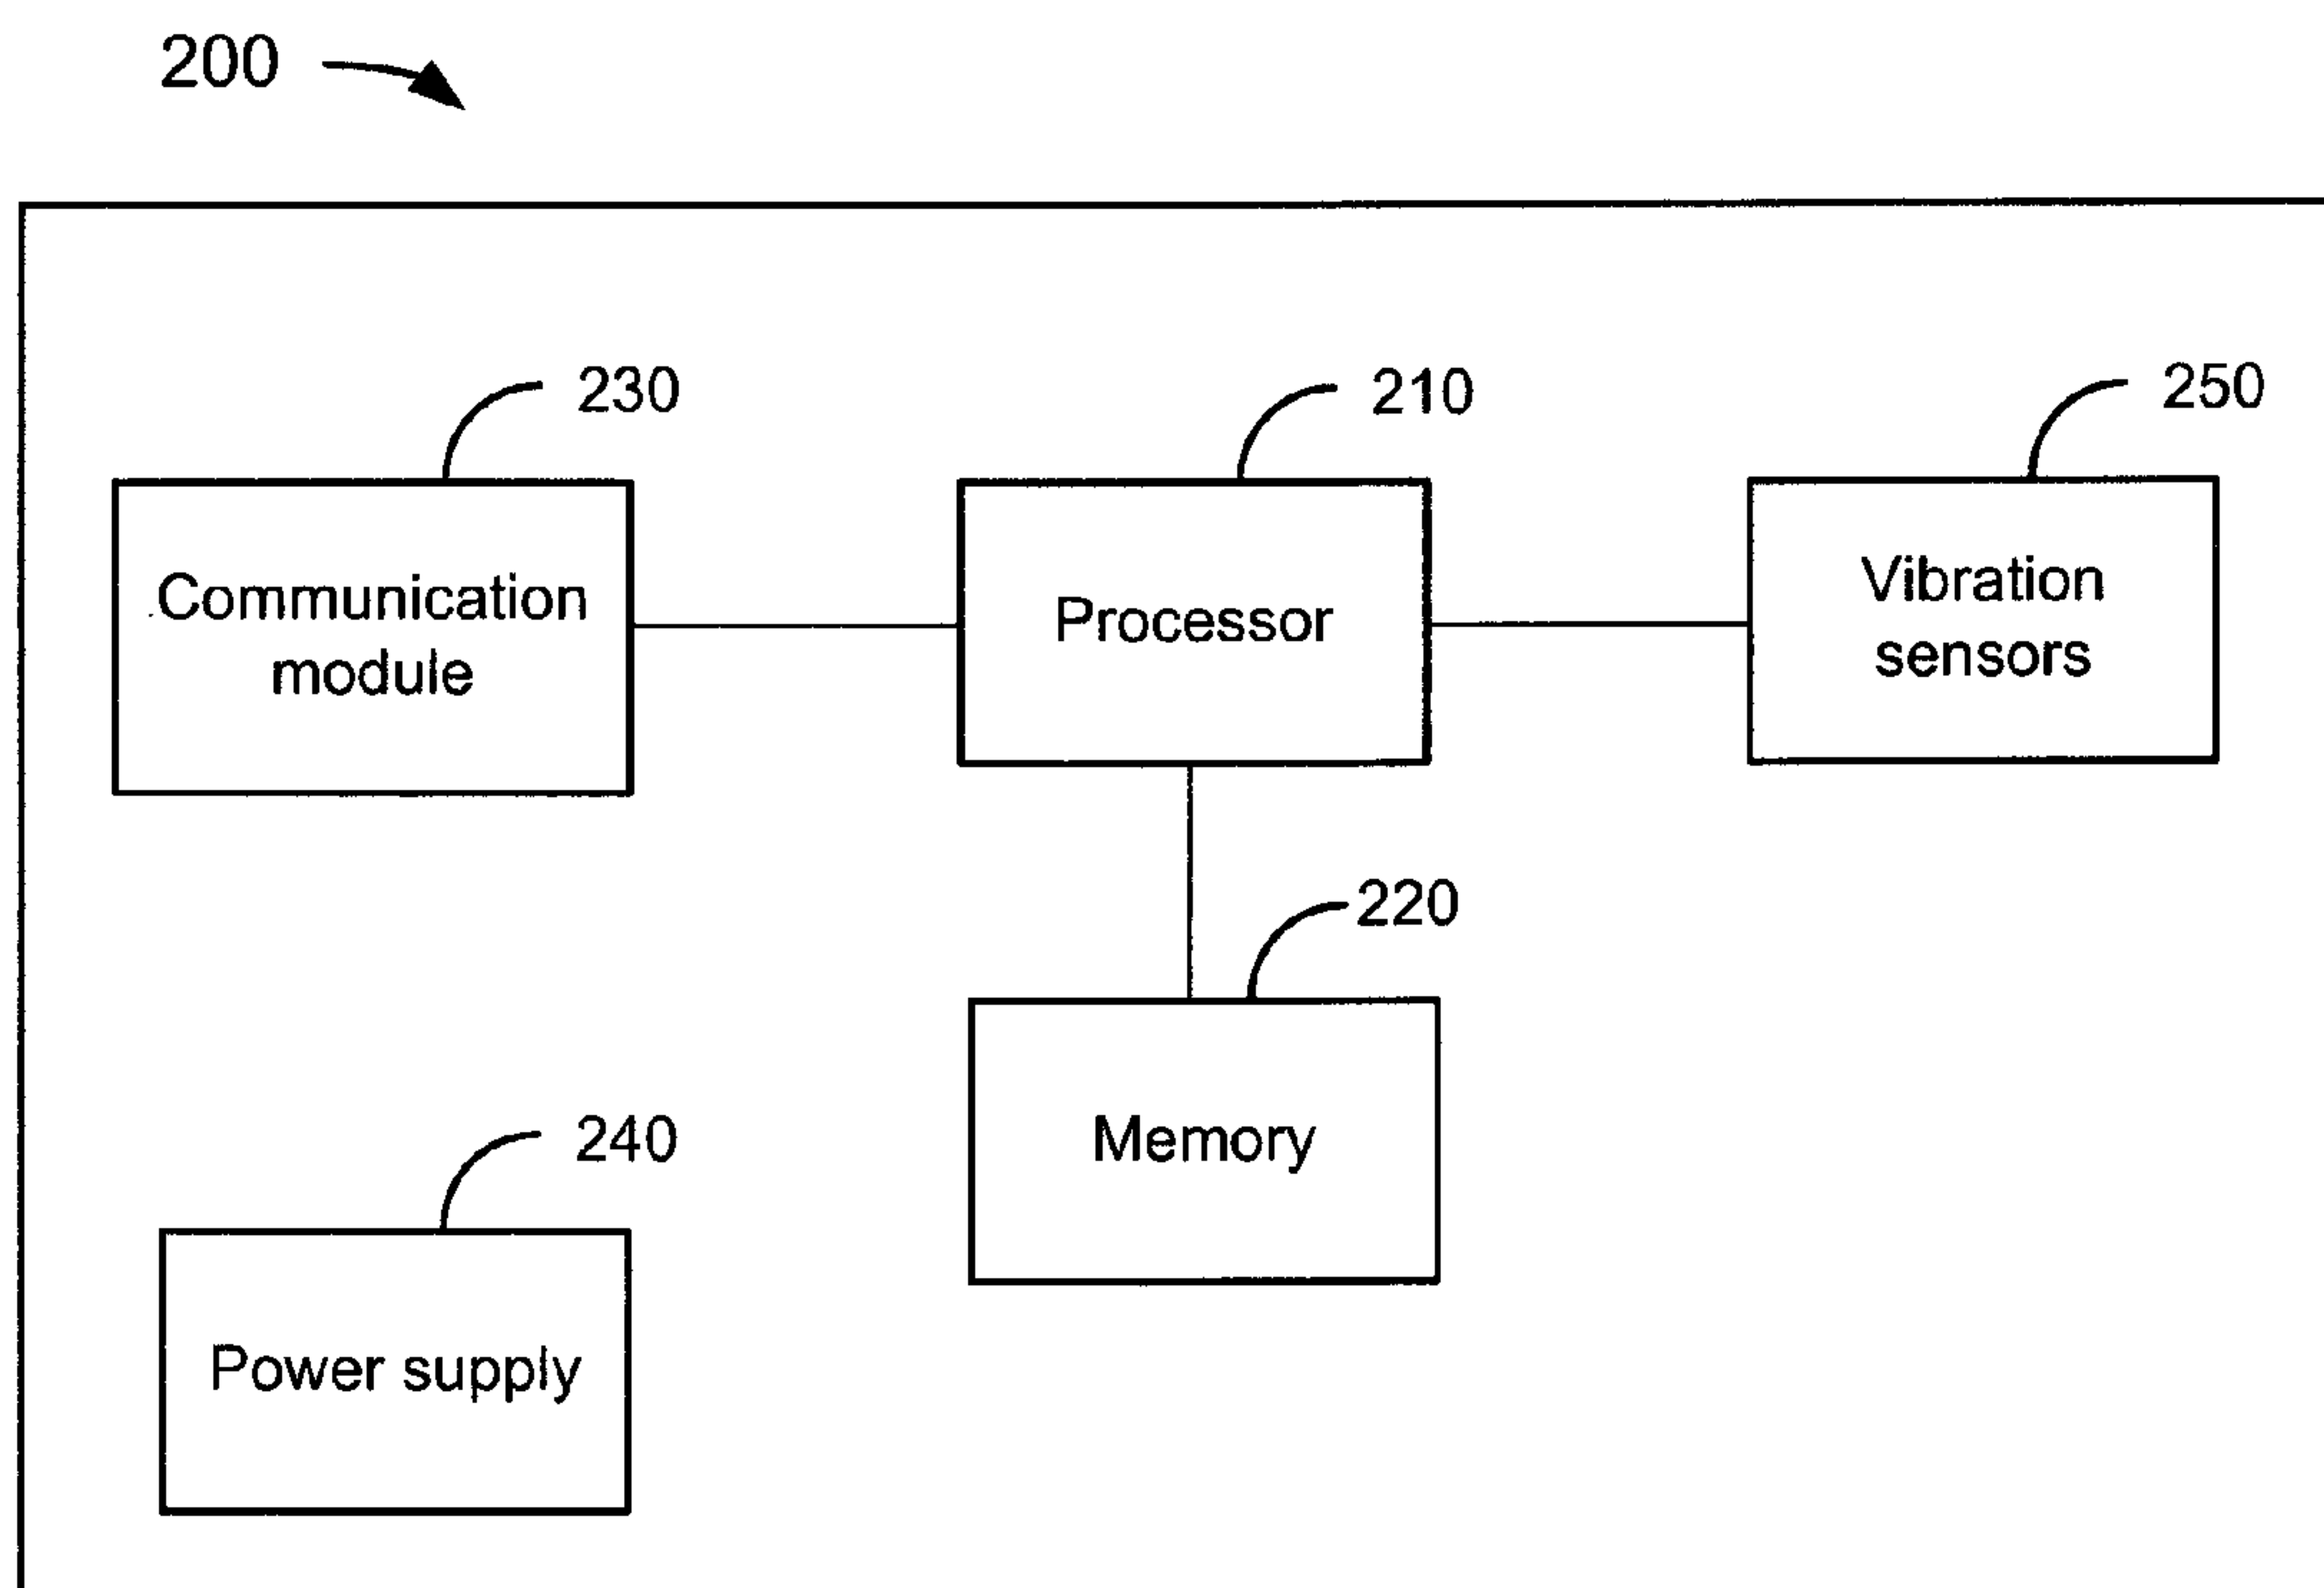 200
230
210
250
Communication
module
Processor
Vibration
sensors
220
Memory
240
Power supply